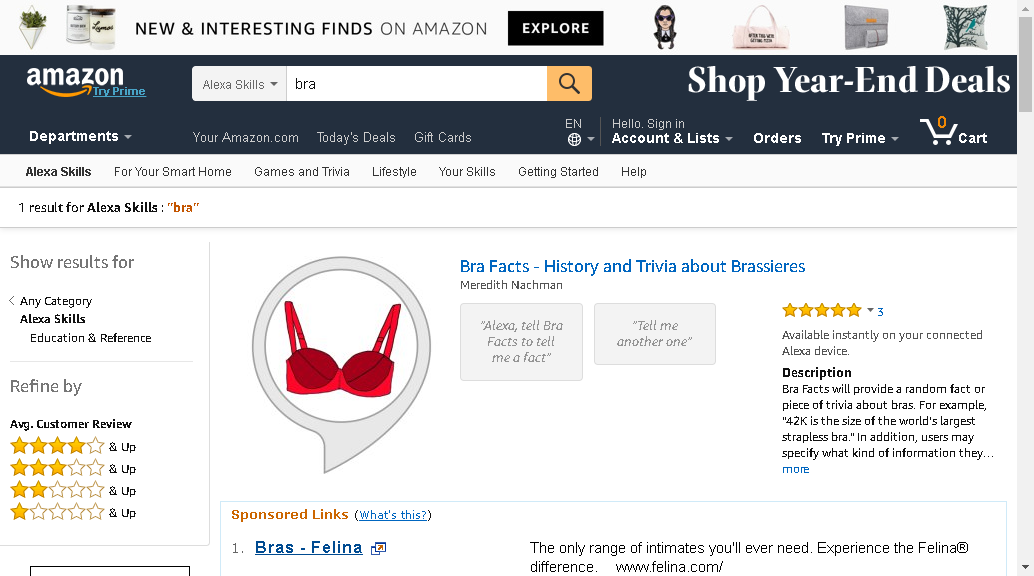 NEW & INTERESTING FINDS ON AMAZON EXPLORE
amazon
Try Prime
Alexa Skills bra
Shop Year-End Deals
Departments
Your Amazon.com Today's Deals Gift Cards
EN
Hello. Sign in
Account & Lists
Orders
Try Prime
0
Cart
Alexa Skills For Your Smart Home Games and Trivia Lifestyle Your Skills Getting Started Help
1 result for Alexa Skills : "bra"
Show results for
Any Category
Alexa Skills
Education & Reference
Refine by
Avg. Customer Review
& Up
& Up
& Up
& Up
Bra Facts - History and Trivia about Brassieres
Meredith Nachman
"Alexa, tell Bra
Facts to tell
me a fact"
"Tell me
another one"
3
Available instantly on your connected
Alexa device.
Description
Bra Facts will provide a random fact or
piece of trivia about bras. For example,
"42K is the size of the world's largest
strapless bra." In addition, users may
specify what kind of information they...
more
Sponsored Links (What's this?)
1. Bras - Felina
The only range of intimates you'll ever need. Experience the Felina®
difference. www.felina.com/